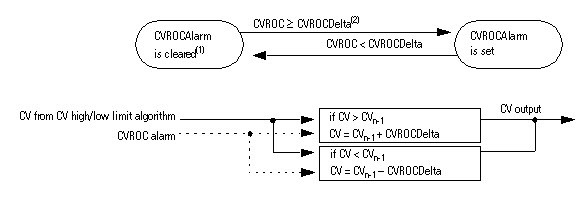 CVROC ≥ CVROCDelta(2)
CVROCAlarm
is cleared(1)
CVROC < CVROCDelta
CVROCAlarm
is set
CV from CV high/low limit algorithm
CVROC alarm
if CV > CVn-1
CV = CVn-1 + CVROCDelta
if CV < CVn-1
CV = CVn-1 – CVROCDelta
CV output